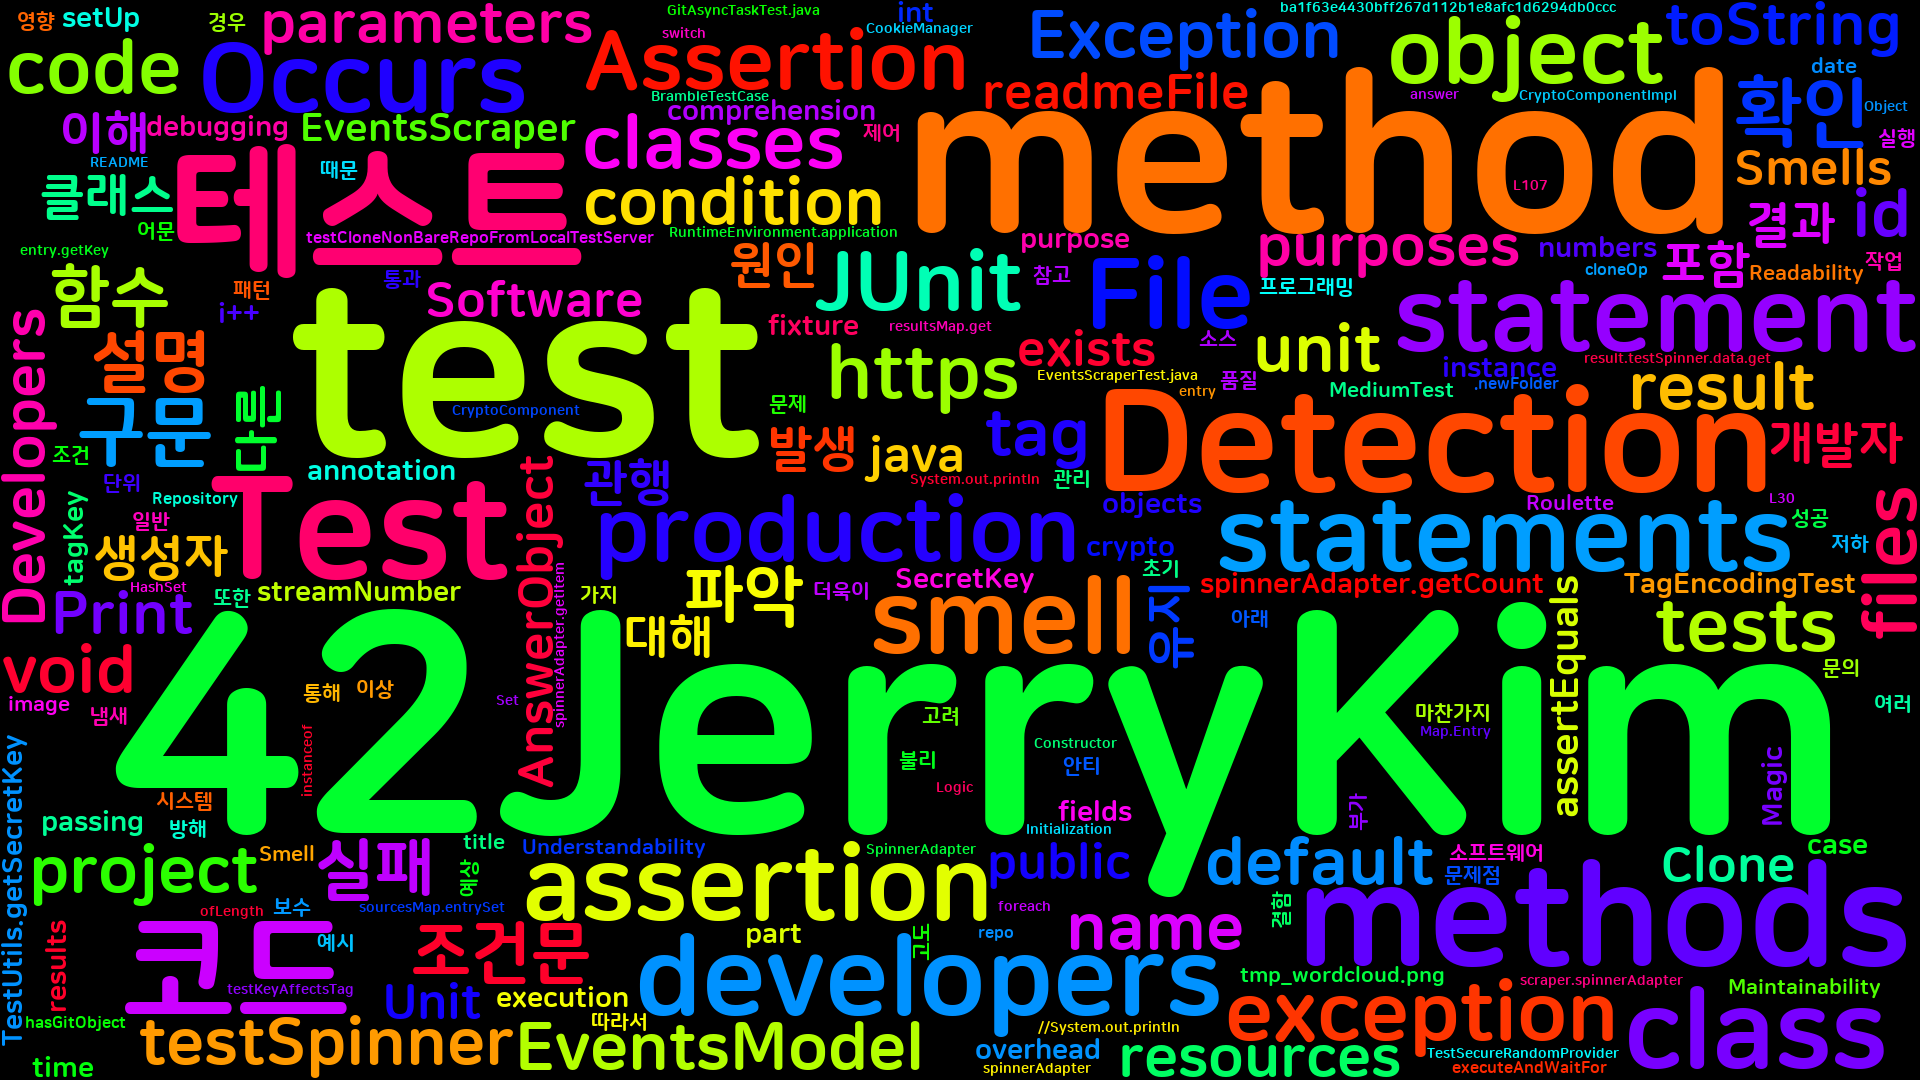 영향
setUp
경우
parameters
GitAsyncTaskTest.java
switch
int
CookieManager
Exception
ba1f63e4430bff267d112b1e8afc1d6294db0ccc
object
toString
code
Occurs
Assertion
readmeFile
date
answer
CryptoComponentImpl
Object
확인
BrambleTestCase
comprehension
이해
debugging
EventsScraper
classes
제어
method
실행
README
테스트
때문
condition
L107
Smells
클래스
어문
testCloneNonBareRepoFromLocalTestServer
RuntimeEnvironment.application
purpose
purposes
numbers
결과
id
entry.getKey
함수
패턴
통과
원인
참고
프로그래밍
cloneOp
포함
Readability
작업
i++
Software
JUnit
File
statement
fixture
resultsMap.get
소스
Developers
설명
test
https
exists
unit
instance
result.testSpinner.data.get
EventsScraperTest.java
품질
MediumTest
.newFolder
result
entry
구문
다른
CryptoComponent
문제
Detection
조건
발생
java
tag
개발자
단위
annotation
관행
System.out.println
관리
Repository
tagKey
일반
Test
AnswerObject
production
objects
Roulette
L30
statements
성공
files
생성자
crypto
저하
HashSet
또한
streamNumber
가지
파악
더욱이
SecretKey
초기
spinnerAdapter.getCount
TagEncodingTest
Print
spinnerAdapter.getItem
대해
smell
유지
아래
assertEquals
tests
void
문의
image
냄새
통해
이상
Set
42JerryKim
고려
마찬가지
여러
Map.Entry
TestUtils.getSecretKey
instanceof
불리
Constructor
안티
Magic
시스템
Logic
passing
방해
fields
부가
Initialization
project
Smell
실패
title
예상
Understandability
SpinnerAdapter
public
default
소프트웨어
문제점
Clone
case
assertion
ofLength
보수
sourcesMap.entrySet
foreach
결함
methods
results
코드
예시
조건문
part
너고
repo
name
developers
testKeyAffectsTag
Unit
execution
tmp_wordcloud.png
scraper.spinnerAdapter
Maintainability
hasGitObject
따라서
//System.out.println
exception
class
testSpinner
EventsModel
overhead
time
spinnerAdapter
resources
TestSecureRandomProvider
executeAndWaitFor